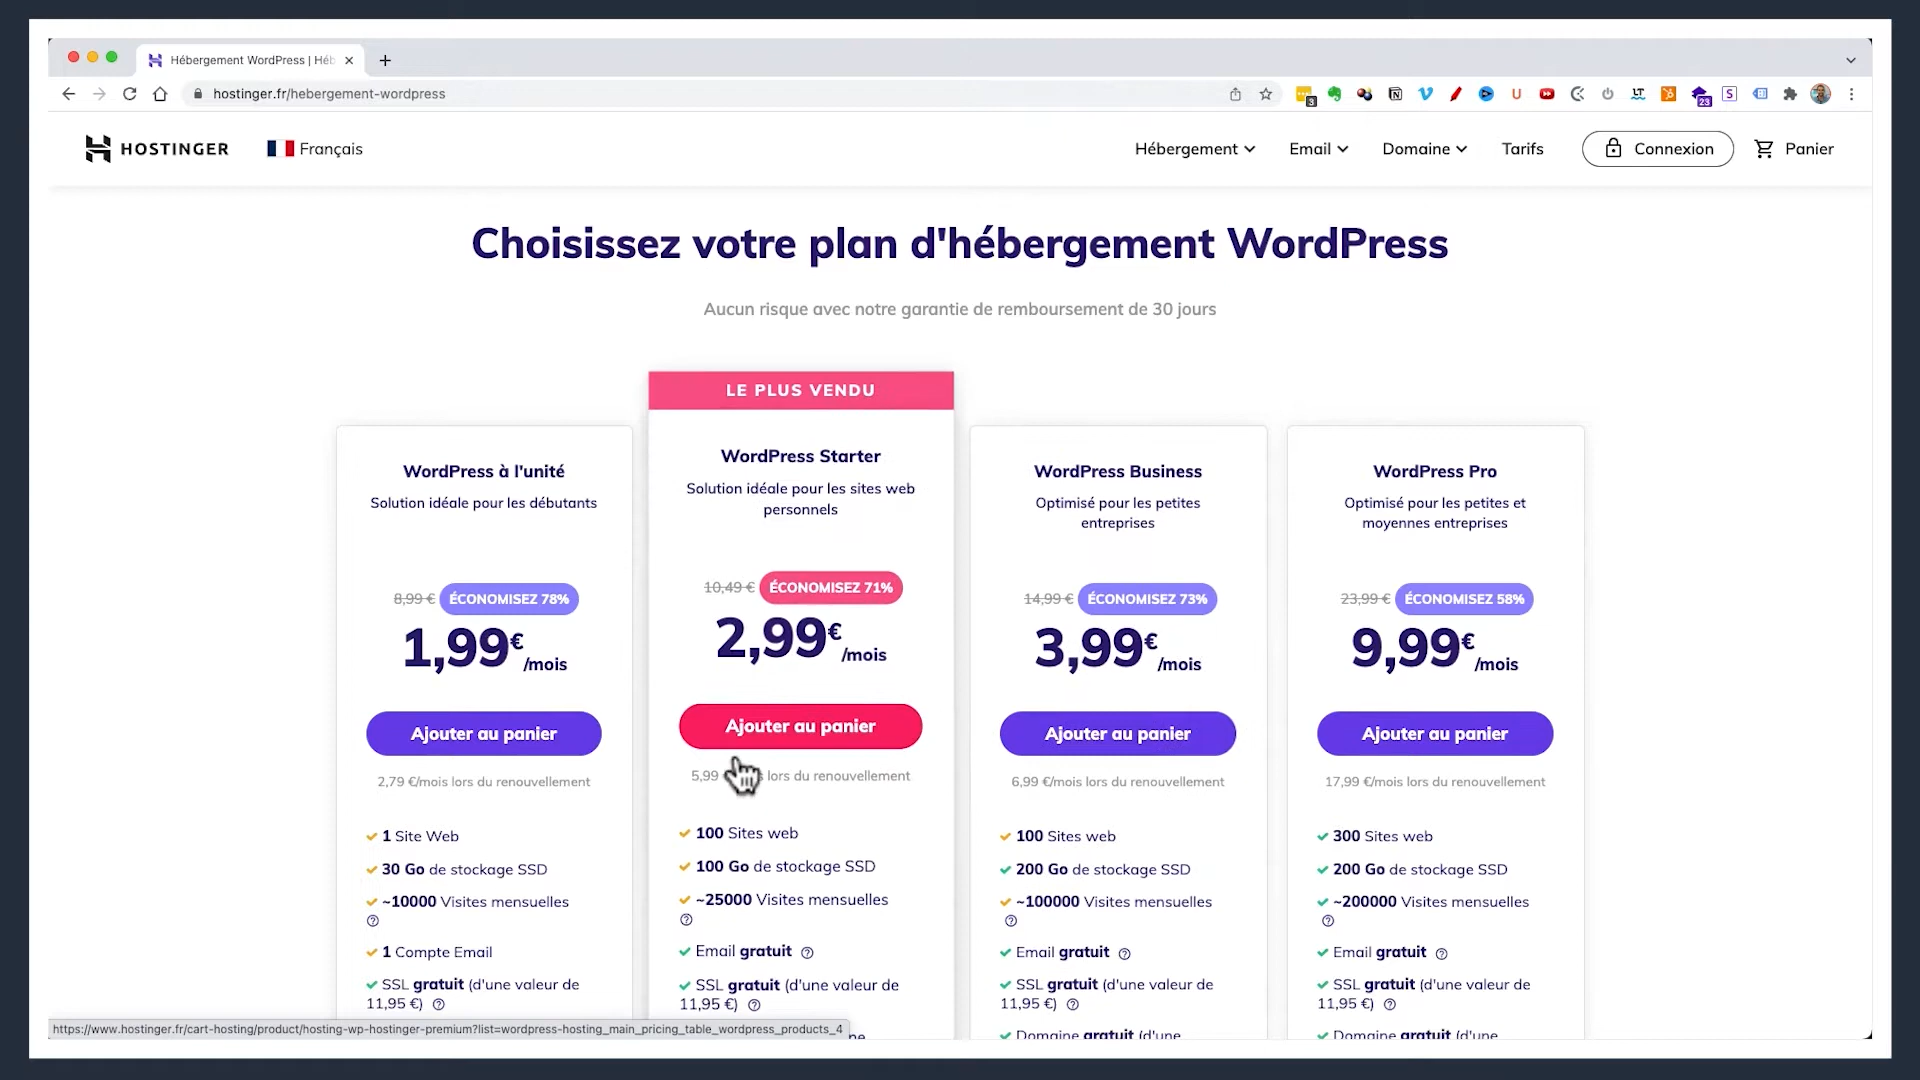 Hébergement WordPress | Héb
hostinger.fr/hebergement-wordpress
3
23
HOSTINGER
Français
Hébergement
Email
Domaine
Tarifs
Connexion
Panier
Choisissez votre plan d'hébergement WordPress
Aucun risque avec notre garantie de remboursement de 30 jours
LE PLUS VENDU
WordPress à l'unité
Solution idéale pour les débutants
8,99 € ÉCONOMISEZ 78%
1,99€/mois
Ajouter au panier
2,79 €/mois lors du renouvellement
1 Site Web
30 Go de stockage SSD
~10000 Visites mensuelles
1 Compte Email
SSL gratuit (d'une valeur de
11,95 €)
WordPress Starter
Solution idéale pour les sites web
personnels
10,49 € ÉCONOMISEZ 71%
2,99€/mois
Ajouter au panier
5,99 lors du renouvellement
100 Sites web
100 Go de stockage SSD
~25000 Visites mensuelles
Email gratuit
SSL gratuit (d'une valeur de
11,95 €)
WordPress Business
Optimisé pour les petites
entreprises
14,99 € ÉCONOMISEZ 73%
3,99€/mois
Ajouter au panier
6,99 €/mois lors du renouvellement
100 Sites web
200 Go de stockage SSD
~100000 Visites mensuelles
Email gratuit
SSL gratuit (d'une valeur de
11,95 €)
Domaine gratuit (d'une
WordPress Pro
Optimisé pour les petites et
moyennes entreprises
23,99 € ÉCONOMISEZ 58%
9,99€/mois
Ajouter au panier
17,99 €/mois lors du renouvellement
300 Sites web
200 Go de stockage SSD
~200000 Visites mensuelles
Email gratuit
SSL gratuit (d'une valeur de
11,95 €)
Domaine gratuit (d'une
https://www.hostinger.fr/cart-hosting/product/hosting-wp-hostinger-premium?list=wordpress-hosting_main_pricing_table_wordpress_products_4